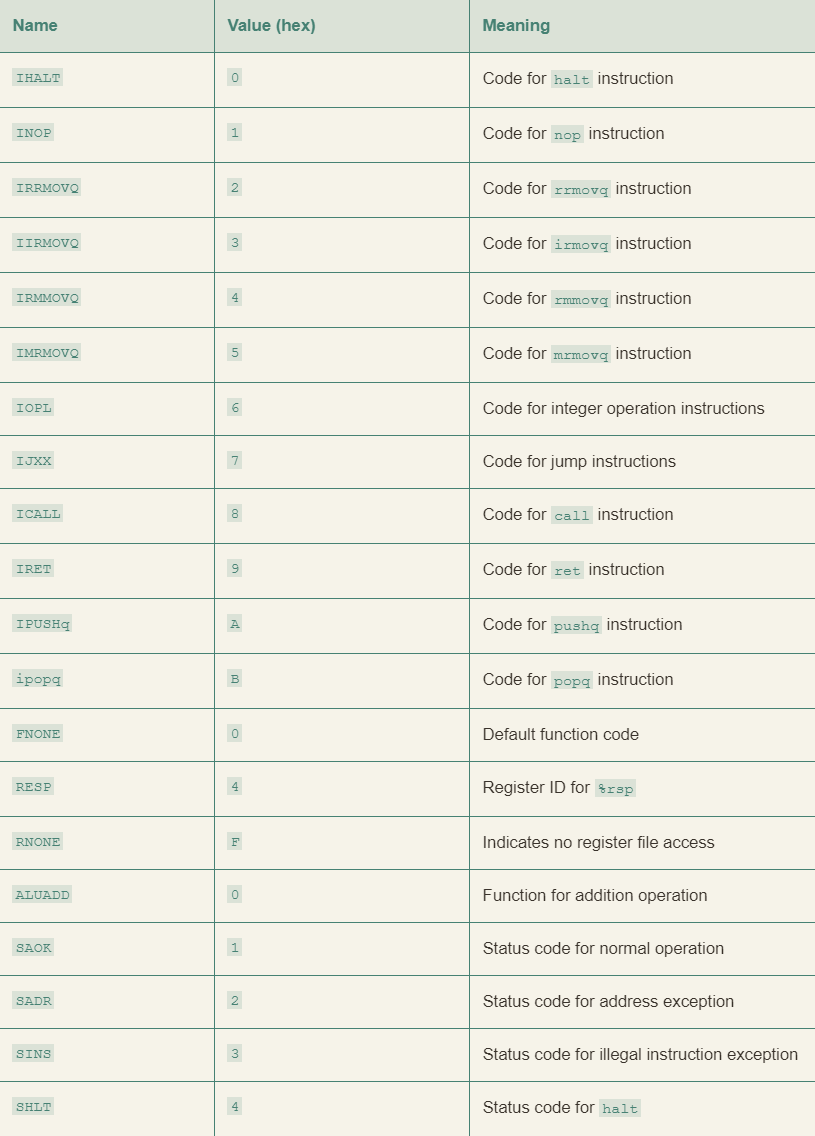 Name Value (hex) Meaning
IHALT 0 Code for halt instruction
INOP 1 Code for nop instruction
IRRMOVQ 2 Code for rrmovq instruction
IIRMOVQ 3 Code for irmovq instruction
IRMMOVQ 4 Code for rmmovq instruction
IMRMOVQ 5 Code for mrmovq instruction
IOPL 6 Code for integer operation instructions
IJXX 7 Code for jump instructions
ICALL 8 Code for call instruction
IRET 9 Code for ret instruction
IPUSHq A Code for pushq instruction
ipopq B Code for popq instruction
FNONE 0 Default function code
RESP 4 Register ID for %rsp
RNONE F Indicates no register file access
ALUADD 0 Function for addition operation
SAOK 1 Status code for normal operation
SADR 2 Status code for address exception
SINS 3 Status code for illegal instruction exception
SHLT 4 Status code for halt